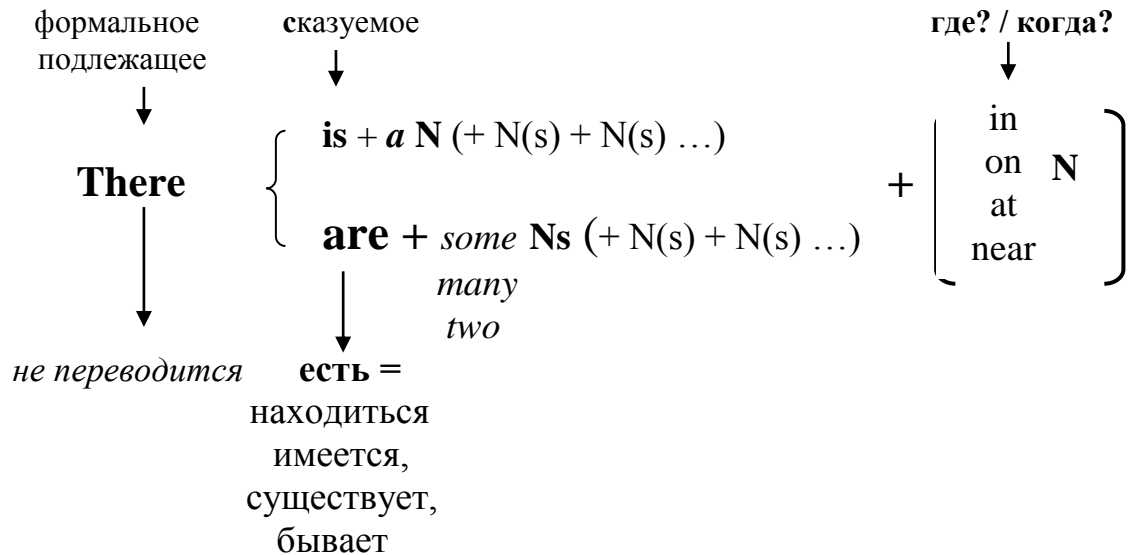 формальное
подлежащее
сказуемое
где? / когда?
There
is + a N (+ N(s) + N(s) …)
are + some Ns (+ N(s) + N(s) …)
many
two
+
in
on N
at
near
не переводится
есть =
находиться
имеется,
существует,
бывает